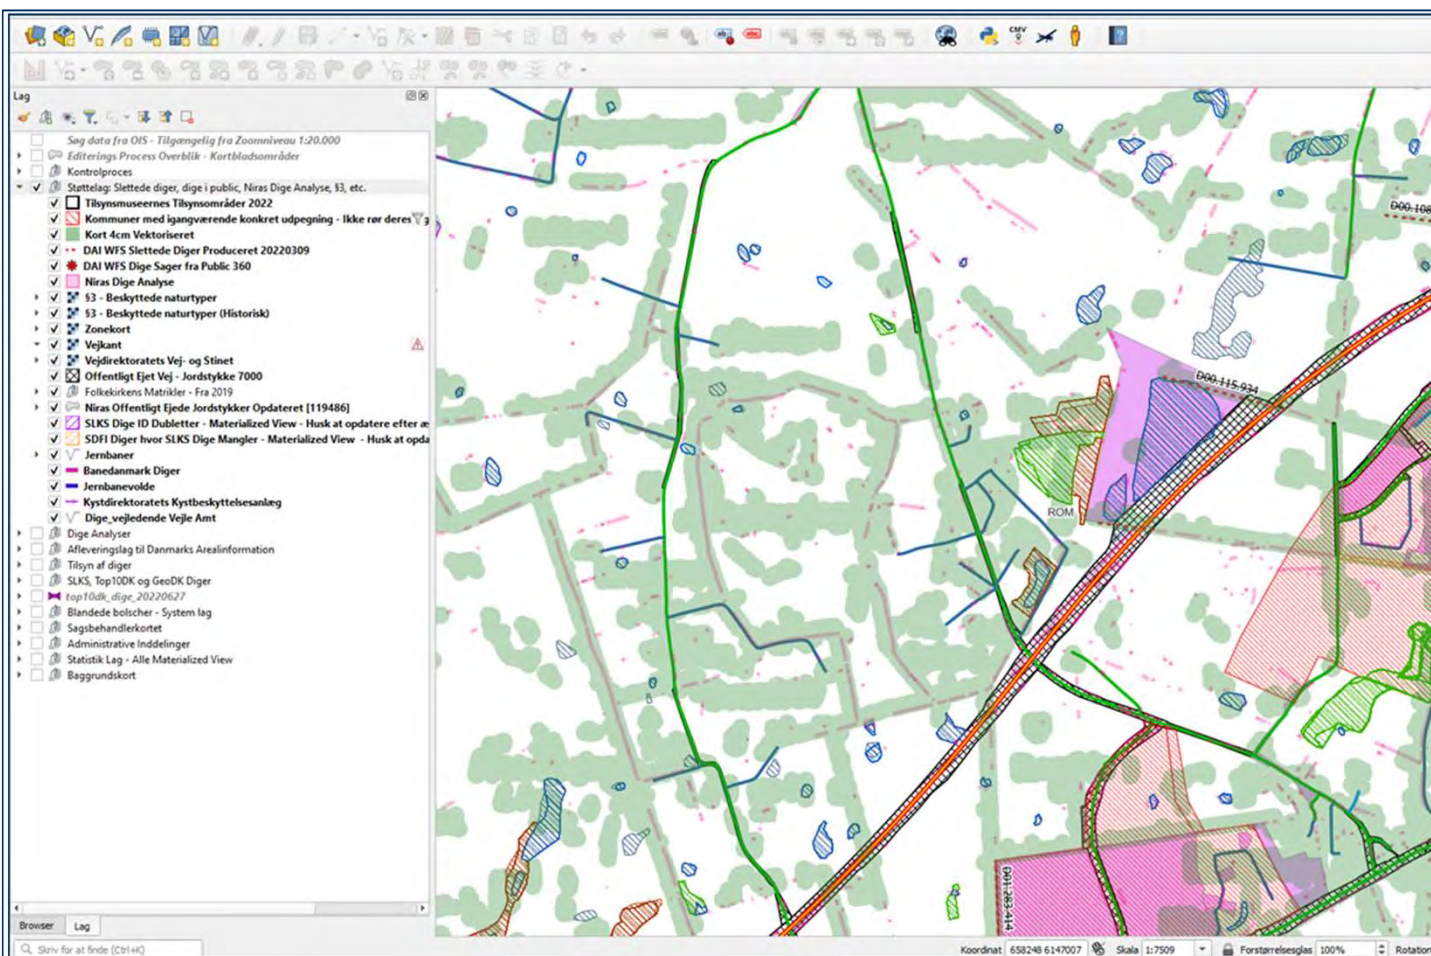 CMV
abc
abc
?
Lag
Søg data fra OIS - Tilgængelig fra Zoomniveau 1:20.000
Editerings Process Overblik - Kortbladsområder
Kontrolproces
Støttelag: Slettede diger, dige i public, Niras Dige Analyse, §3, etc.
Tilsynsmuseernes Tilsynsområder 2022
Kommuner med igangværende konkret udpegning - Ikke rør deres
Kort 4cm Vektoriseret
DAI WFS Slettede Diger Produceret 20220309
DAI WFS Dige Sager fra Public 360
Niras Dige Analyse
§3 - Beskyttede naturtyper
§3 - Beskyttede naturtyper (Historisk)
Zonekort
Vejkant
Vejdirektoratets Vej- og Stinet
Offentligt Ejet Vej - Jordstykke 7000
Folkekirkens Matrikler - Fra 2019
Niras Offentligt Ejede Jordstykker Opdateret [119486]
SLKS Dige ID Dubletter - Materialized View - Husk at opdatere efter æ
SDFI Diger hvor SLKS Dige Mangler - Materialized View - Husk at opda
Jernbaner
Banedanmark Diger
Jernbanevolde
Kystdirektoratets Kystbeskyttelsesanlæg
Dige_vejledende Vejle Amt
Dige Analyser
Afleveringslag til Danmarks Arealinformation
Tilsyn af diger
SLKS, Top10DK og GeoDK Diger
top10dk_dige_20220627
Blandede bolscher - System lag
Sagsbehandlerkortet
Administrative Inddelinger
Statistik Lag - Alle Materialized View
Baggrundskort
D00.108
D00.115.934
ROM
D01.283.414
Browser Lag
Skriv for at finde (Ctrl+K)
Koordinat 658248 6147007 Skala 1:7509 Forstørrelsesglas 100% Rotation